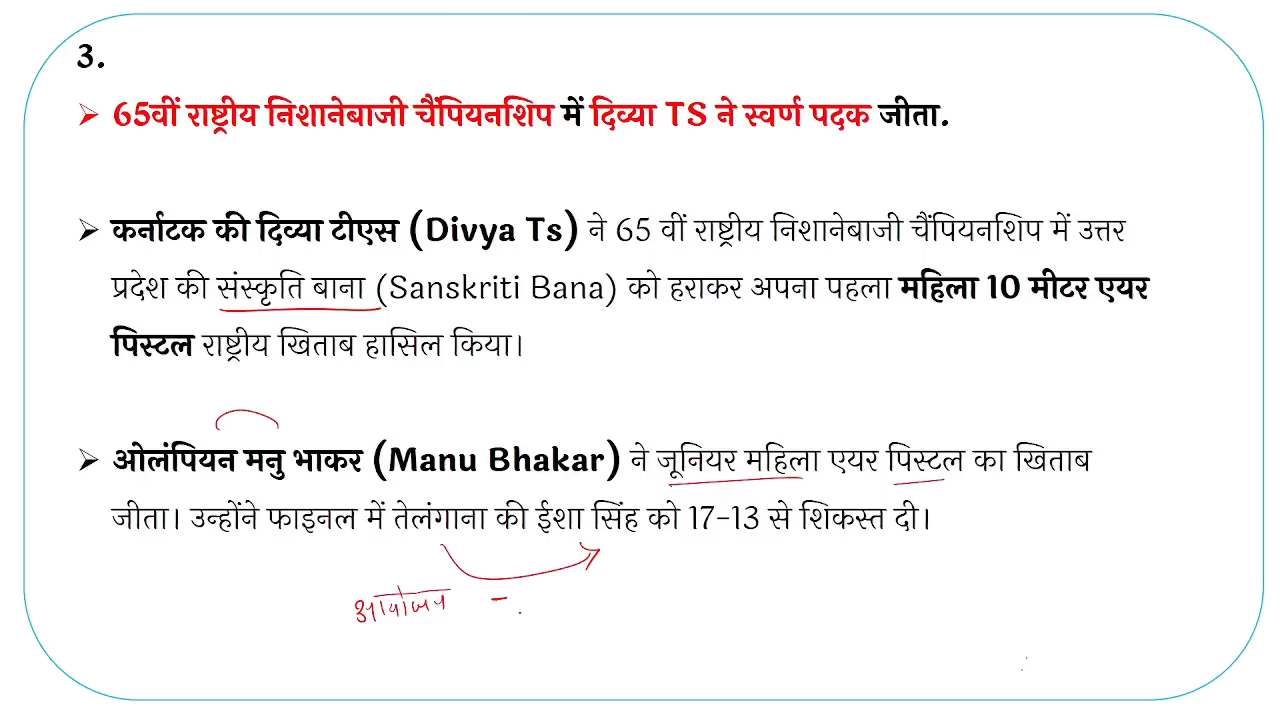 3.
➢ 65वीं राष्ट्रीय निशानेबाजी चैंपियनशिप में दिव्या TS ने स्वर्ण पदक जीता.
➢ कर्नाटक की दिव्या टीएस (Divya Ts) ने 65 वीं राष्ट्रीय निशानेबाजी चैंपियनशिप में उत्तर
प्रदेश की संस्कृति बाना (Sanskriti Bana) को हराकर अपना पहला महिला 10 मीटर एयर
पिस्टल राष्ट्रीय खिताब हासिल किया।
➢ ओलंपियन मनु भाकर (Manu Bhakar) ने जूनियर महिला एयर पिस्टल का खिताब
जीता। उन्होंने फाइनल में तेलंगाना की ईशा सिंह को 17-13 से शिकस्त दी।
आयोजन -